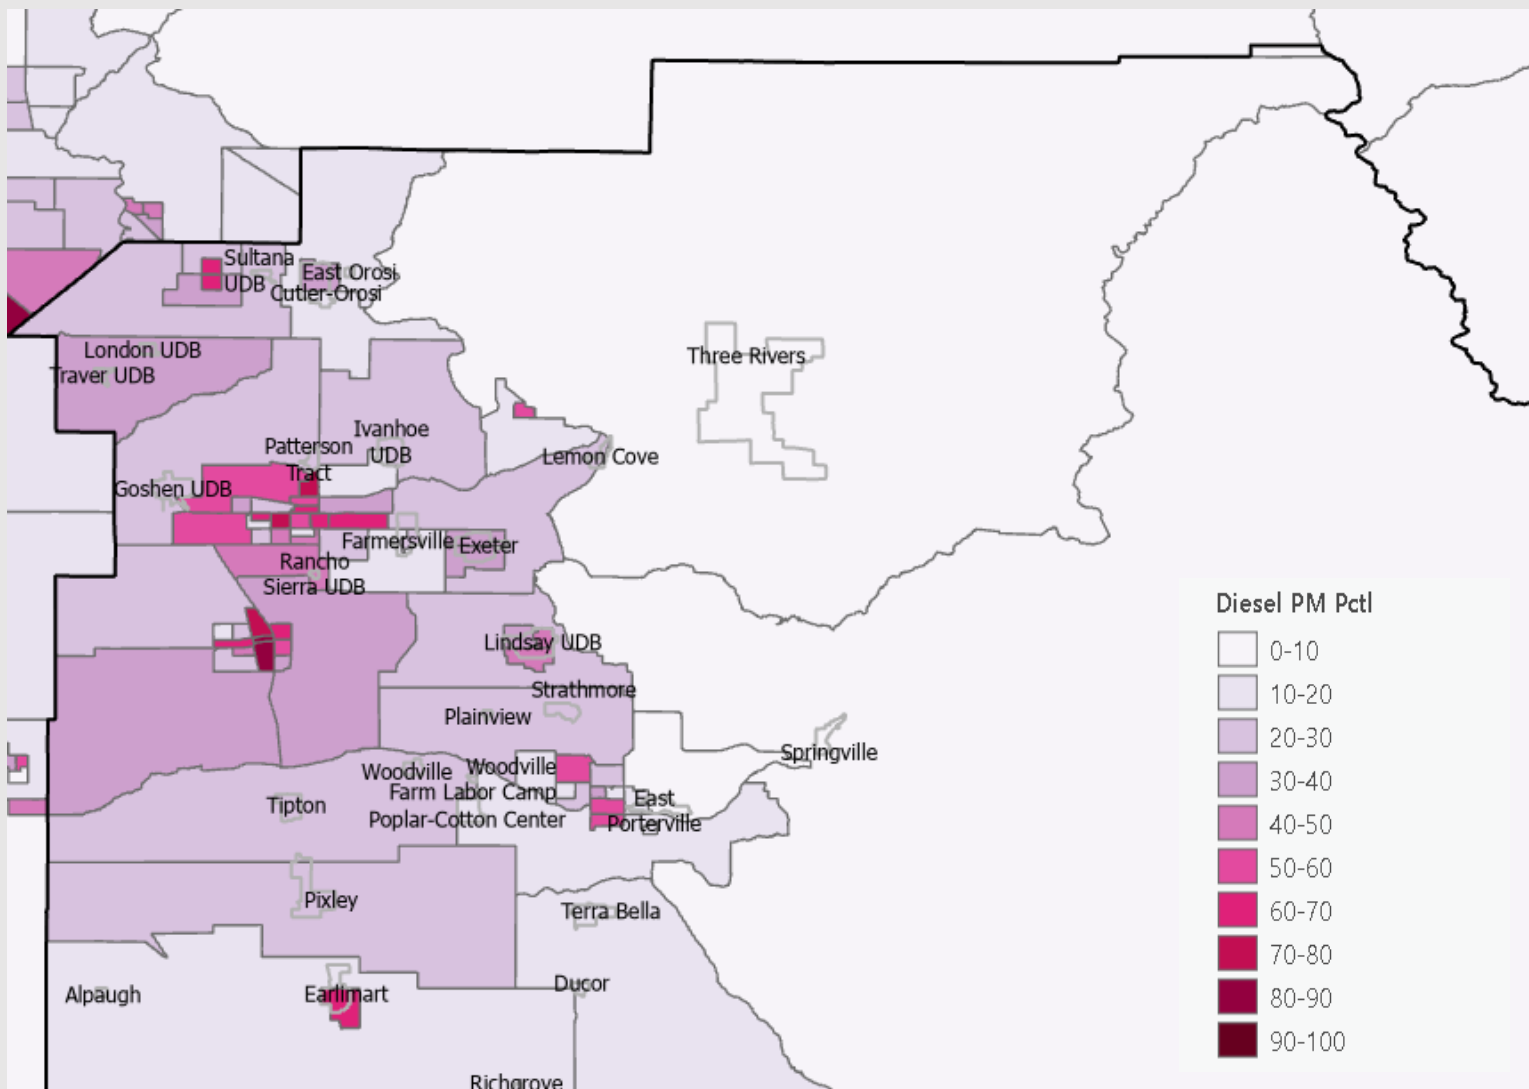 Sultana
UDB
East Orosi
Cutler-Orosi
London UDB
Traver UDB
Three Rivers
Ivanhoe
UDB
Patterson
Tract
Lemon Cove
Goshen UDB
Farmersville
Exeter
Rancho
Sierra UDB
Lindsay UDB
Strathmore
Plainview
Springville
Woodville
Woodville
Farm Labor Camp
East
Porterville
Tipton
Poplar-Cotton Center
Pixley
Terra Bella
Ducor
Alpaugh
Earlimart
Richgrove
Diesel PM Pctl
0-10
10-20
20-30
30-40
40-50
50-60
60-70
70-80
80-90
90-100